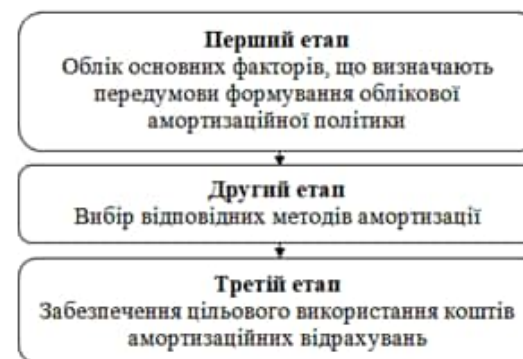 Перший етап
Облік основних факторів, що визначають
передумови формування облікової
амортизаційної політики
Другий етап
Вибір відповідних методів амортизації
Третій етап
Забезпечення цільового використання коштів
амортизаційних відрахувань